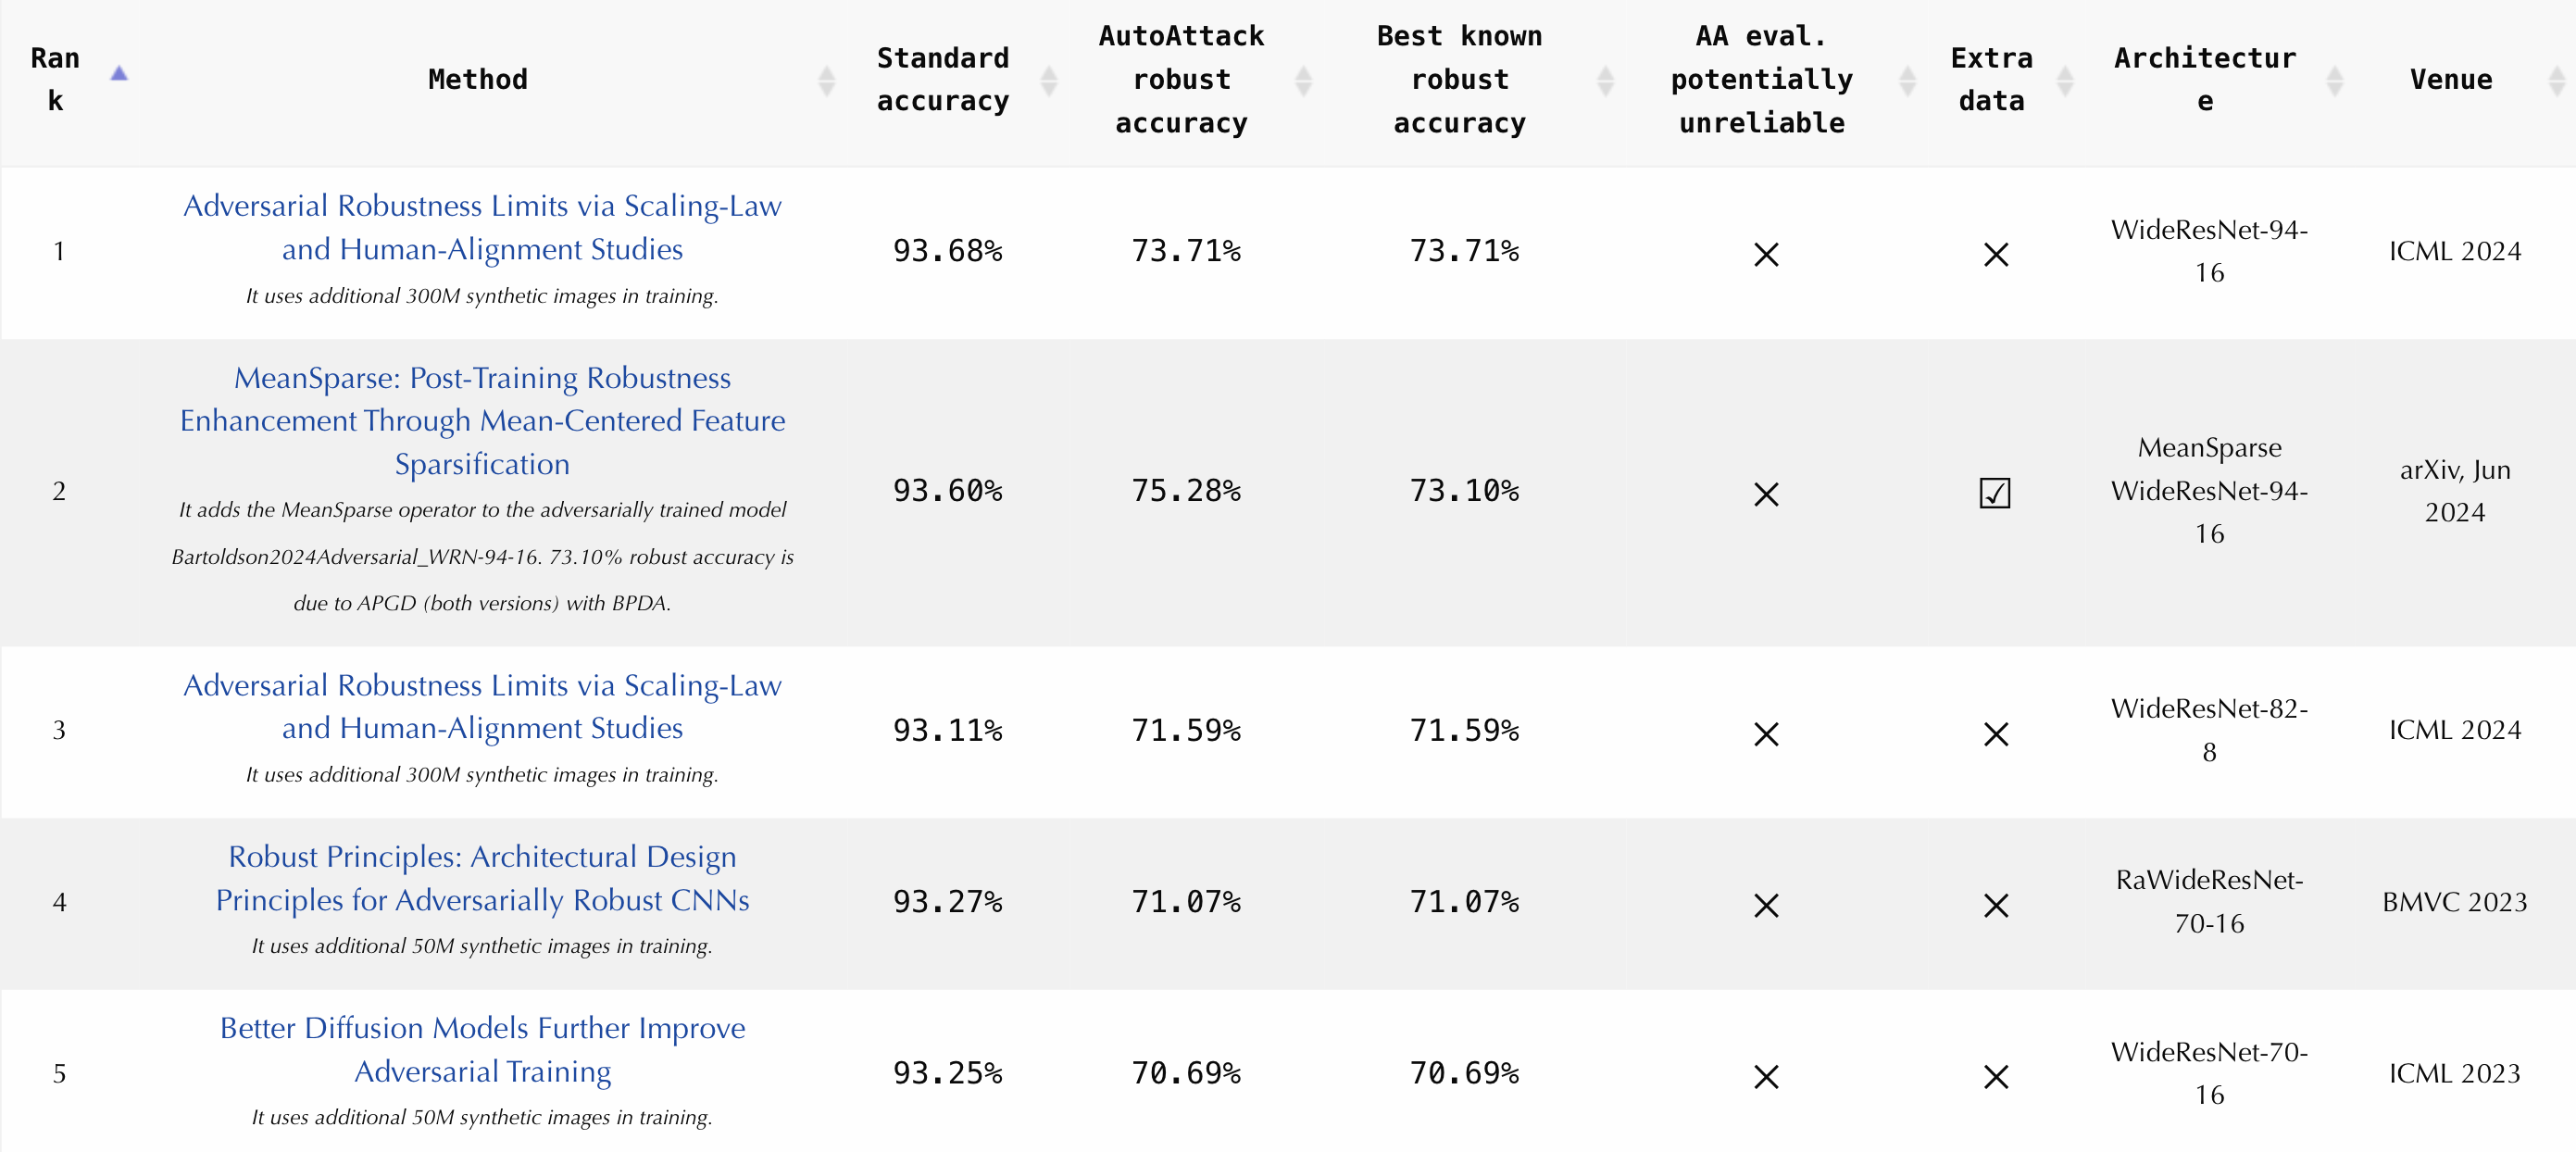 Ran
k
Method
Standard
accuracy
AutoAttack
robust
accuracy
Best known
robust
accuracy
AA eval.
potentially
unreliable
Extra
data
Architectur
e
Venue
1
Adversarial Robustness Limits via Scaling-Law
and Human-Alignment Studies
It uses additional 300M synthetic images in training.
93.68%
73.71%
73.71%
×
×
WideResNet-94-
16
ICML 2024
2
MeanSparse: Post-Training Robustness
Enhancement Through Mean-Centered Feature
Sparsification
It adds the MeanSparse operator to the adversarially trained model
Bartoldson2024Adversarial_WRN-94-16. 73.10% robust accuracy is
due to APGD (both versions) with BPDA.
93.60%
75.28%
73.10%
×
☑
MeanSparse
WideResNet-94-
16
arXiv, Jun
2024
3
Adversarial Robustness Limits via Scaling-Law
and Human-Alignment Studies
It uses additional 300M synthetic images in training.
93.11%
71.59%
71.59%
×
×
WideResNet-82-
8
ICML 2024
4
Robust Principles: Architectural Design
Principles for Adversarially Robust CNNs
It uses additional 50M synthetic images in training.
93.27%
71.07%
71.07%
×
×
RaWideResNet-
70-16
BMVC 2023
5
Better Diffusion Models Further Improve
Adversarial Training
It uses additional 50M synthetic images in training.
93.25%
70.69%
70.69%
×
×
WideResNet-70-
16
ICML 2023